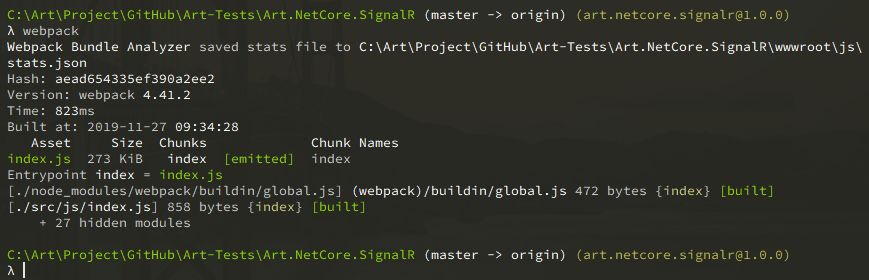 C:\Art\Project\GitHub\Art-Tests\Art.NetCore.SignalR (master -> origin) (art.netcore.signalr@1.0.0)
λ webpack
Webpack Bundle Analyzer saved stats file to C:\Art\Project\GitHub\Art-Tests\Art.NetCore.SignalR\wwwroot\js\
stats.json
Hash: aead654335ef390a2ee2
Version: webpack 4.41.2
Time: 823ms
Built at: 2019-11-27 09:34:28
   Asset     Size  Chunks             Chunk Names
index.js  273 KiB   index  [emitted]  index
Entrypoint index = index.js
[./node_modules/webpack/buildin/global.js] (webpack)/buildin/global.js 472 bytes {index} [built]
[./src/js/index.js] 858 bytes {index} [built]
    + 27 hidden modules
C:\Art\Project\GitHub\Art-Tests\Art.NetCore.SignalR (master -> origin) (art.netcore.signalr@1.0.0)
λ